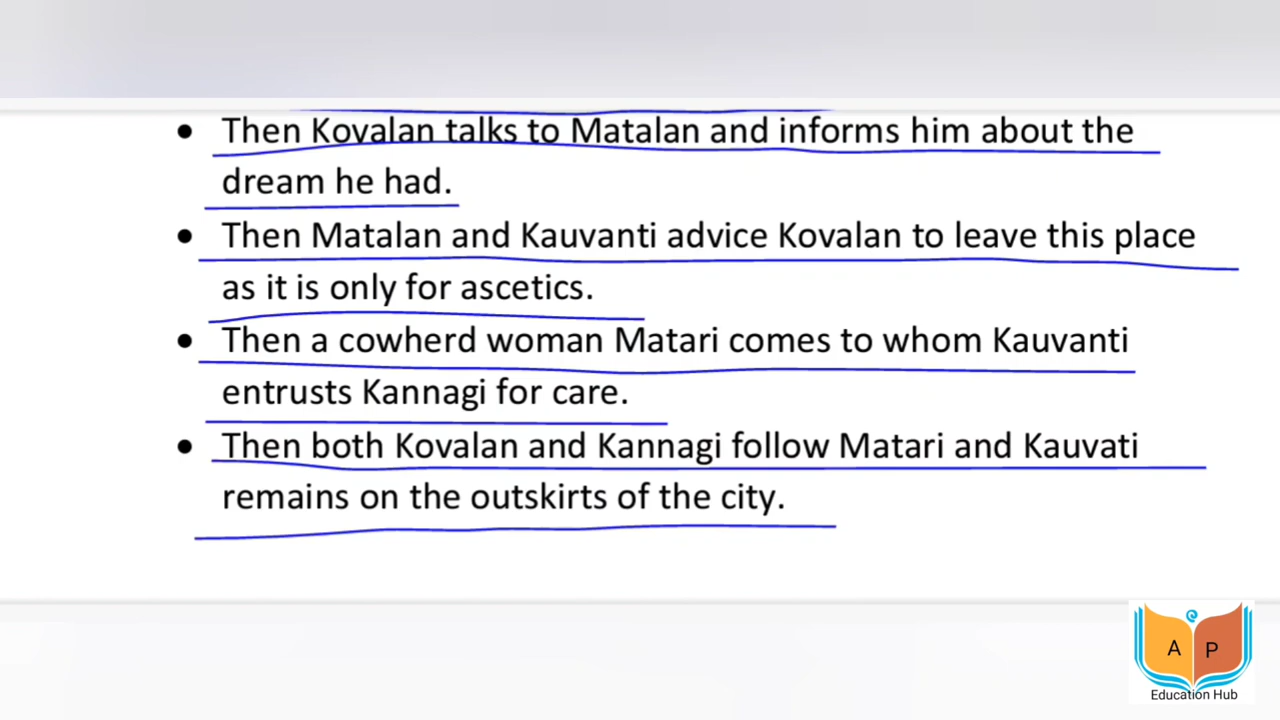 • Then Kovalan talks to Matalan and informs him about the
dream he had.
• Then Matalan and Kauvanti advice Kovalan to leave this place
as it is only for ascetics.
• Then a cowherd woman Matari comes to whom Kauvanti
entrusts Kannagi for care.
• Then both Kovalan and Kannagi follow Matari and Kauvati
remains on the outskirts of the city.
A P
Education Hub